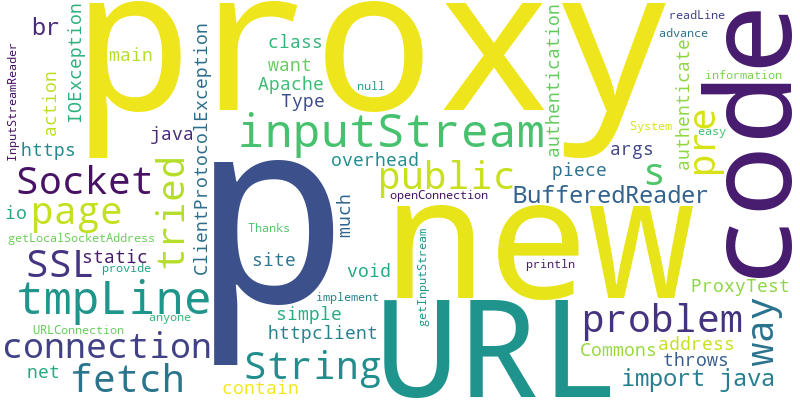 proxy
code
p
new
URL
inputStream
br
main
IOException
ClientProtocolException
class
want
Apache
Type
null
readLine
advance
information
System
easy
authentication
authenticate
pre
action
InputStreamReader
https
java
overhead
public
s
args
piece
BufferedReader
openConnection
Socket
tried
io
page
getLocalSocketAddress
SSL
static
provide
Thanks
site
much
void
getInputStream
println
ProxyTest
tmpLine
URLConnection
anyone
implement
simple
httpclient
problem
way
connection
net
fetch
String
contain
Commons
address
throws
import java